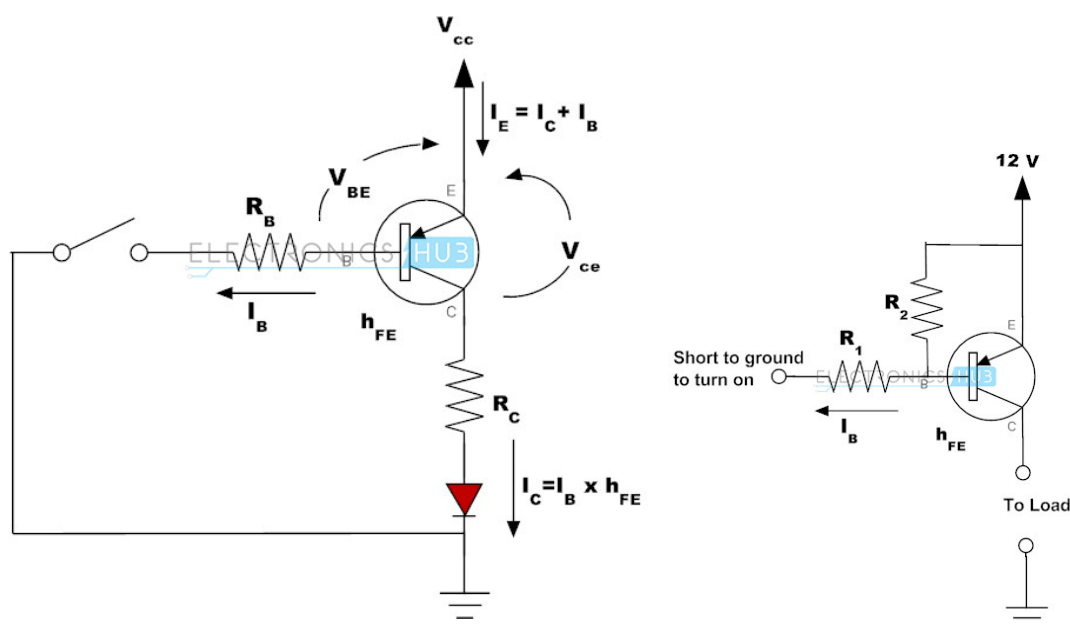 Vcc
IE = IC + IB
VBE
E
RB
ELECTRONICS HUB
B
Vce
IB
hFE
C
RC
IC=IB x hFE
12 V
R2
E
R1
Short to ground
to turn on
ELECTRONICS HUB
B
IB
hFE
C
To Load